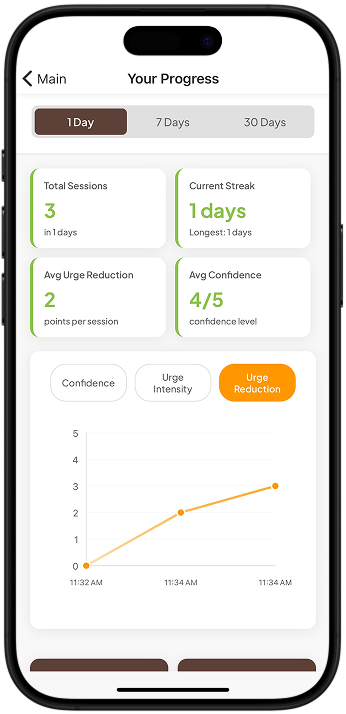 Main
Your Progress
1 Day
7 Days
30 Days
Total Sessions
3
in 1 days
Current Streak
1 days
Longest: 1 days
Avg Urge Reduction
2
points per session
Avg Confidence
4/5
confidence level
Confidence
Urge
Intensity
Urge
Reduction
5
4
3
2
1
0
11:32 AM
11:34 AM
11:34 AM